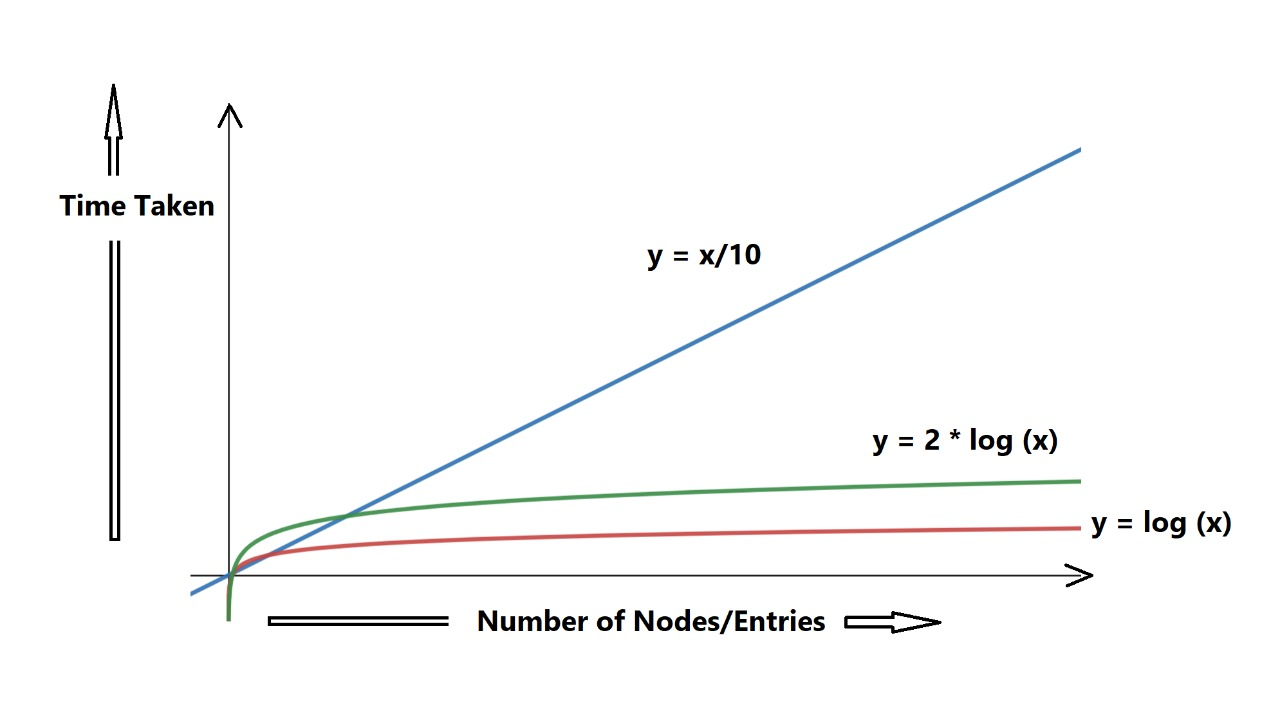 Time Taken
y = x/10
y = 2 * log (x)
y = log (x)
Number of Nodes/Entries